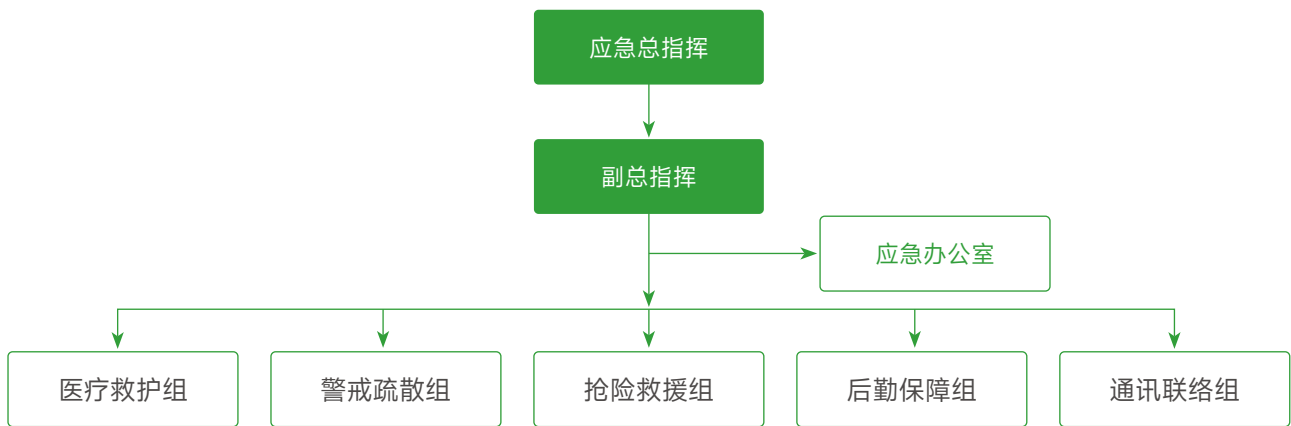 应急总指挥
副总指挥
应急办公室
医疗救护组
警戒疏散组
抢险救援组
后勤保障组
通讯联络组